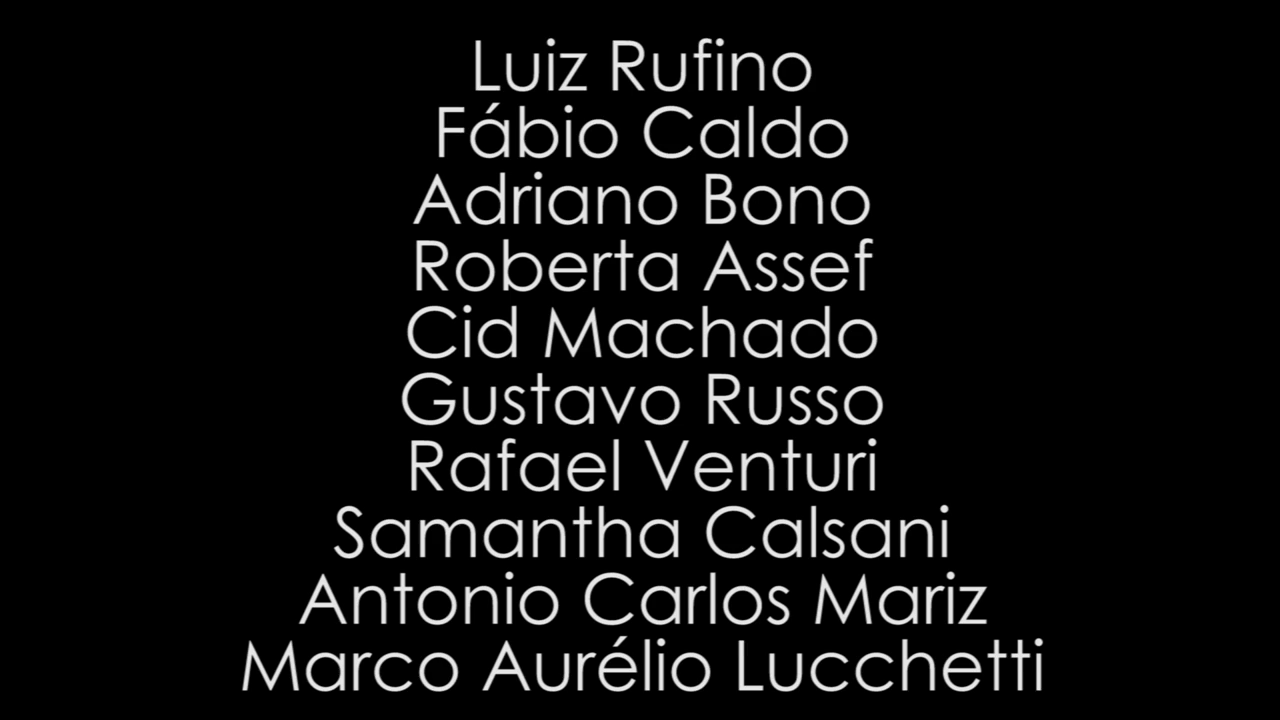 Luiz Rufino
Fábio Caldo
Adriano Bono
Roberta Assef
Cid Machado
Gustavo Russo
Rafael Venturi
Samantha Calsani
Antonio Carlos Mariz
Marco Aurélio Lucchetti